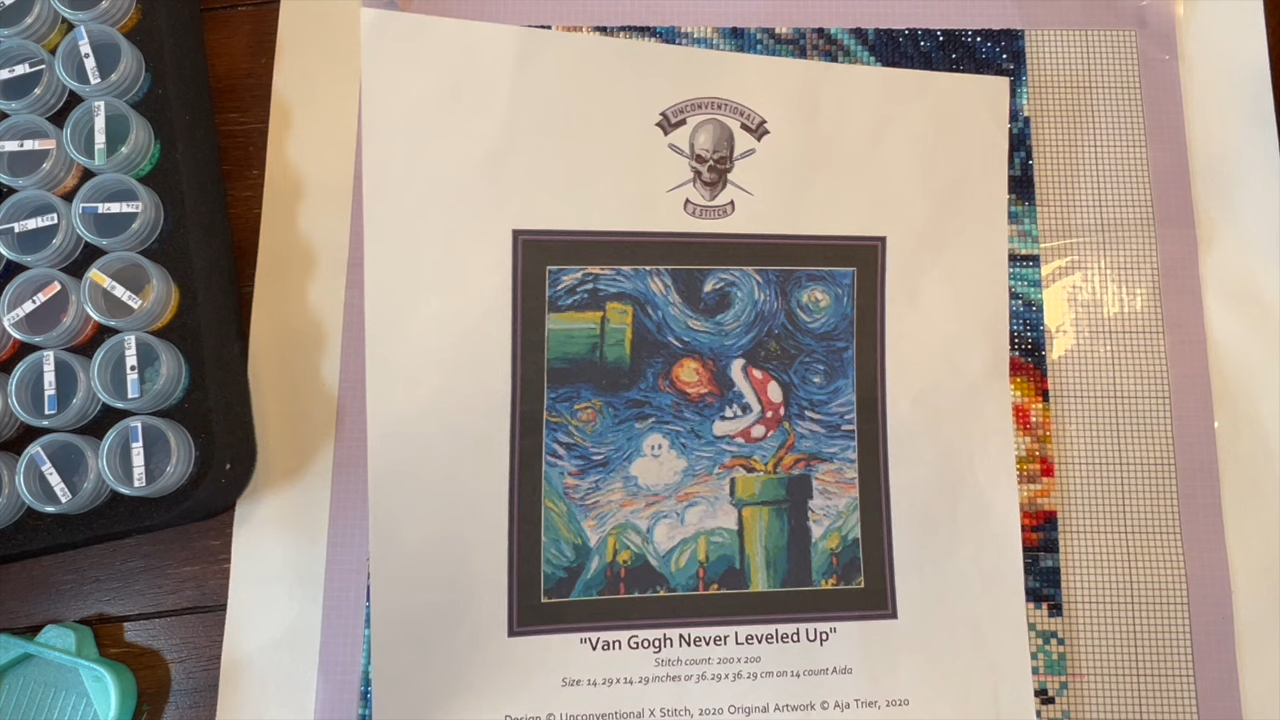 UNCONVENTIONAL
X STITCH
"Van Gogh Never Leveled Up"
Stitch count: 200 x 200
Size: 14.29 x 14.29 inches or 36.29 x 36.29 cm on 14 count Aida
Design © Unconventional X Stitch, 2020 Original Artwork © Aja Trier, 2020